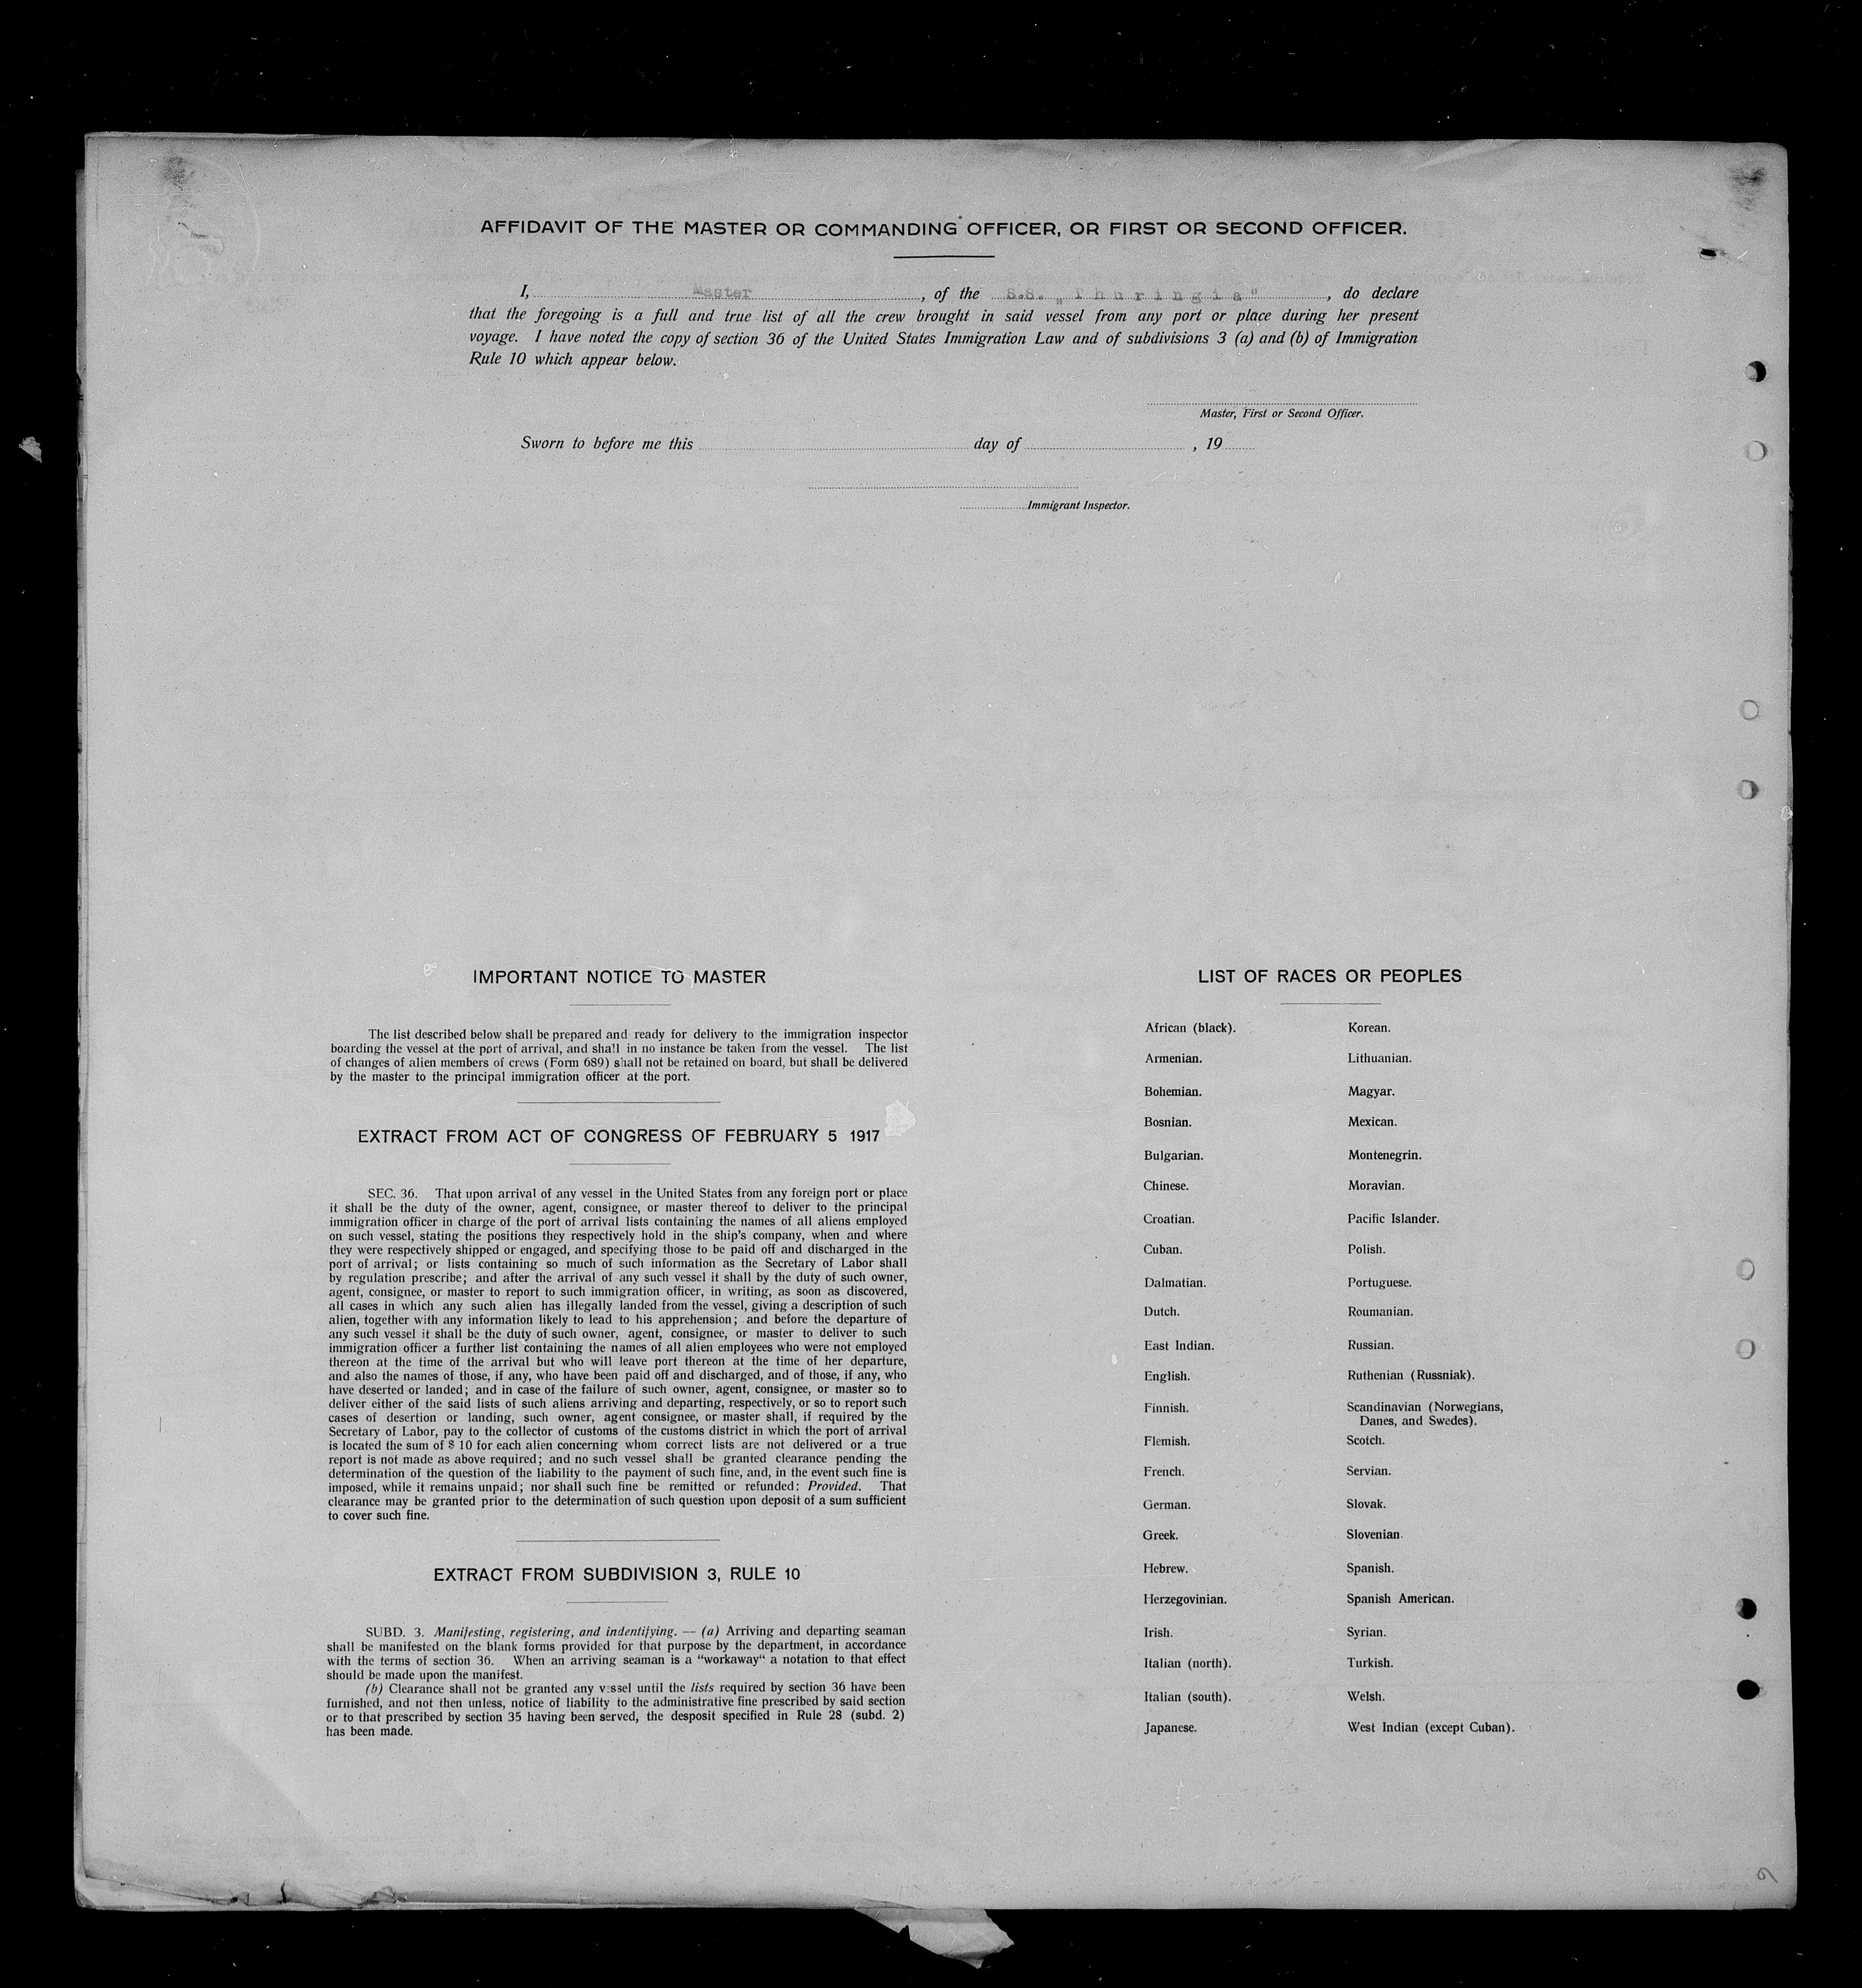 AFFIDAVIT OF THE MASTER OR COMMANDING OFFICER, OR FIRST OR SECOND OFFICER.
I, Master, of the S.S. „Thuringia", do declare
that the foregoing is a full and true list of all the crew brought in said vessel from any port or place during her present
voyage. I have noted the copy of section 36 of the United States Immigration Law and of subdivisions 3 (a) and (b) of Immigration
Rule 10 which appear below.
Master, First or Second Officer.
Sworn to before me this day of , 19
Immigrant Inspector.
IMPORTANT NOTICE TO MASTER
The list described below shall be prepared and ready for delivery to the immigration inspector
boarding the vessel at the port of arrival, and shall in no instance be taken from the vessel. The list
of changes of alien members of crews (Form 689) shall not be retained on board, but shall be delivered
by the master to the principal immigration officer at the port.
EXTRACT FROM ACT OF CONGRESS OF FEBRUARY 5 1917
SEC. 36. That upon arrival of any vessel in the United States from any foreign port or place
it shall be the duty of the owner, agent, consignee, or master thereof to deliver to the principal
immigration officer in charge of the port of arrival lists containing the names of all aliens employed
on such vessel, stating the positions they respectively hold in the ship's company, when and where
they were respectively shipped or engaged, and specifying those to be paid off and discharged in the
port of arrival; or lists containing so much of such information as the Secretary of Labor shall
by regulation prescribe; and after the arrival of any such vessel it shall by the duty of such owner,
agent, consignee, or master to report to such immigration officer, in writing, as soon as discovered,
all cases in which any such alien has illegally landed from the vessel, giving a description of such
alien, together with any information likely to lead to his apprehension; and before the departure of
any such vessel it shall be the duty of such owner, agent, consignee, or master to deliver to such
immigration officer a further list containing the names of all alien employees who were not employed
thereon at the time of the arrival but who will leave port thereon at the time of her departure,
and also the names of those, if any, who have been paid off and discharged, and of those, if any, who
have deserted or landed; and in case of the failure of such owner, agent, consignee, or master so to
deliver either of the said lists of such aliens arriving and departing, respectively, or so to report such
cases of desertion or landing, such owner, agent consignee, or master shall, if required by the
Secretary of Labor, pay to the collector of customs of the customs district in which the port of arrival
is located the sum of $ 10 for each alien concerning whom correct lists are not delivered or a true
report is not made as above required; and no such vessel shall be granted clearance pending the
determination of the question of the liability to the payment of such fine, and, in the event such fine is
imposed, while it remains unpaid; nor shall such fine be remitted or refunded: Provided. That
clearance may be granted prior to the determination of such question upon deposit of a sum sufficient
to cover such fine.
EXTRACT FROM SUBDIVISION 3, RULE 10
SUBD. 3. Manifesting, registering, and indentifying. — (a) Arriving and departing seaman
shall be manifested on the blank forms provided for that purpose by the department, in accordance
with the terms of section 36. When an arriving seaman is a "workaway" a notation to that effect
should be made upon the manifest.
(b) Clearance shall not be granted any vessel until the lists required by section 36 have been
furnished, and not then unless, notice of liability to the administrative fine prescribed by said section
or to that prescribed by section 35 having been served, the desposit specified in Rule 28 (subd. 2)
has been made.
LIST OF RACES OR PEOPLES
African (black).
Armenian.
Bohemian.
Bosnian.
Bulgarian.
Chinese.
Croatian.
Cuban.
Dalmatian.
Dutch.
East Indian.
English.
Finnish.
Flemish.
French.
German.
Greek.
Hebrew.
Herzegovinian.
Irish.
Italian (north).
Italian (south).
Japanese.
Korean.
Lithuanian.
Magyar.
Mexican.
Montenegrin.
Moravian.
Pacific Islander.
Polish.
Portuguese.
Roumanian.
Russian.
Ruthenian (Russniak).
Scandinavian (Norwegians,
Danes, and Swedes).
Scotch.
Servian.
Slovak.
Slovenian.
Spanish.
Spanish American.
Syrian.
Turkish.
Welsh.
West Indian (except Cuban).